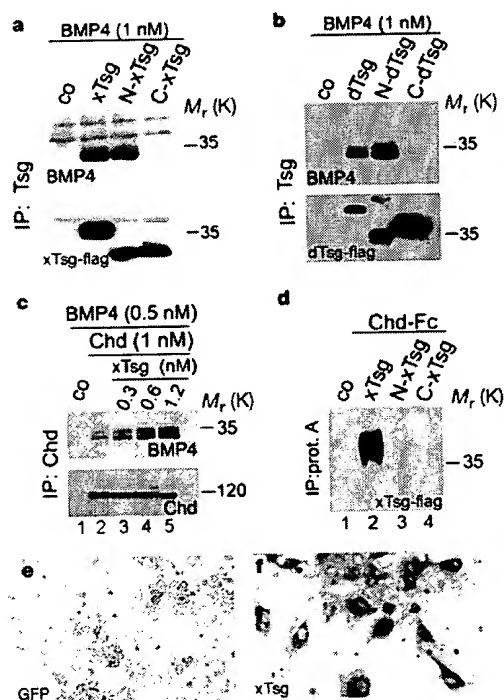 a
BMP4 (1 nM)
co
xTsg
N-xTsg
C-xTsg
Mr (K)
IP: Tsg
–35
BMP4
–35
xTsg-flag
b
BMP4 (1 nM)
co
dTsg
N-dTsg
C-dTsg
Mr (K)
IP: Tsg
–35
BMP4
–35
dTsg-flag
c
BMP4 (0.5 nM)
Chd (1 nM)
xTsg (nM)
co
0.3
0.6
1.2
Mr (K)
IP: Chd
–35
BMP4
–120
Chd
1 2 3 4 5
d
Chd-Fc
co
xTsg
N-xTsg
C-xTsg
Mr (K)
IP:prot. A
–35
xTsg-flag
1 2 3 4
e
GFP
f
xTsg